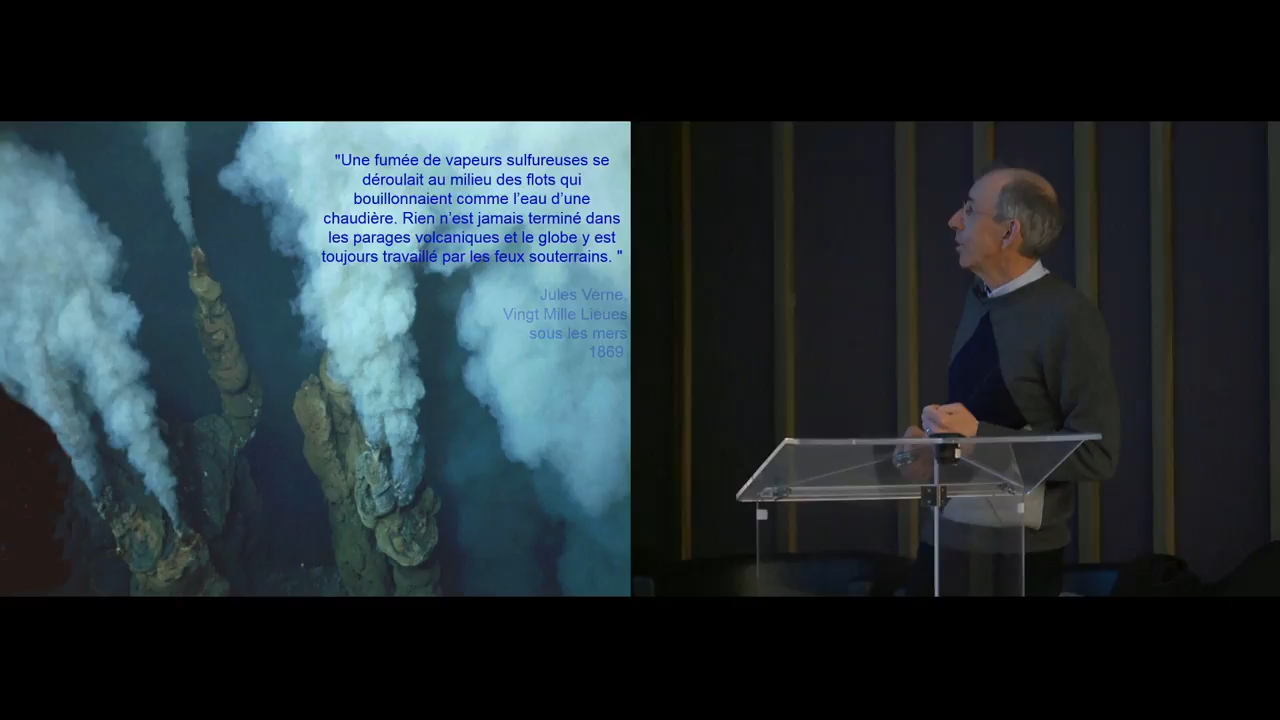 "Une fumée de vapeurs sulfureuses se
déroulait au milieu des flots qui
bouillonnaient comme l'eau d'une
chaudière. Rien n'est jamais terminé dans
les parages volcaniques et le globe y est
toujours travaillé par les feux souterrains. "
Jules Verne,
Vingt Mille Lieues
sous les mers
1869